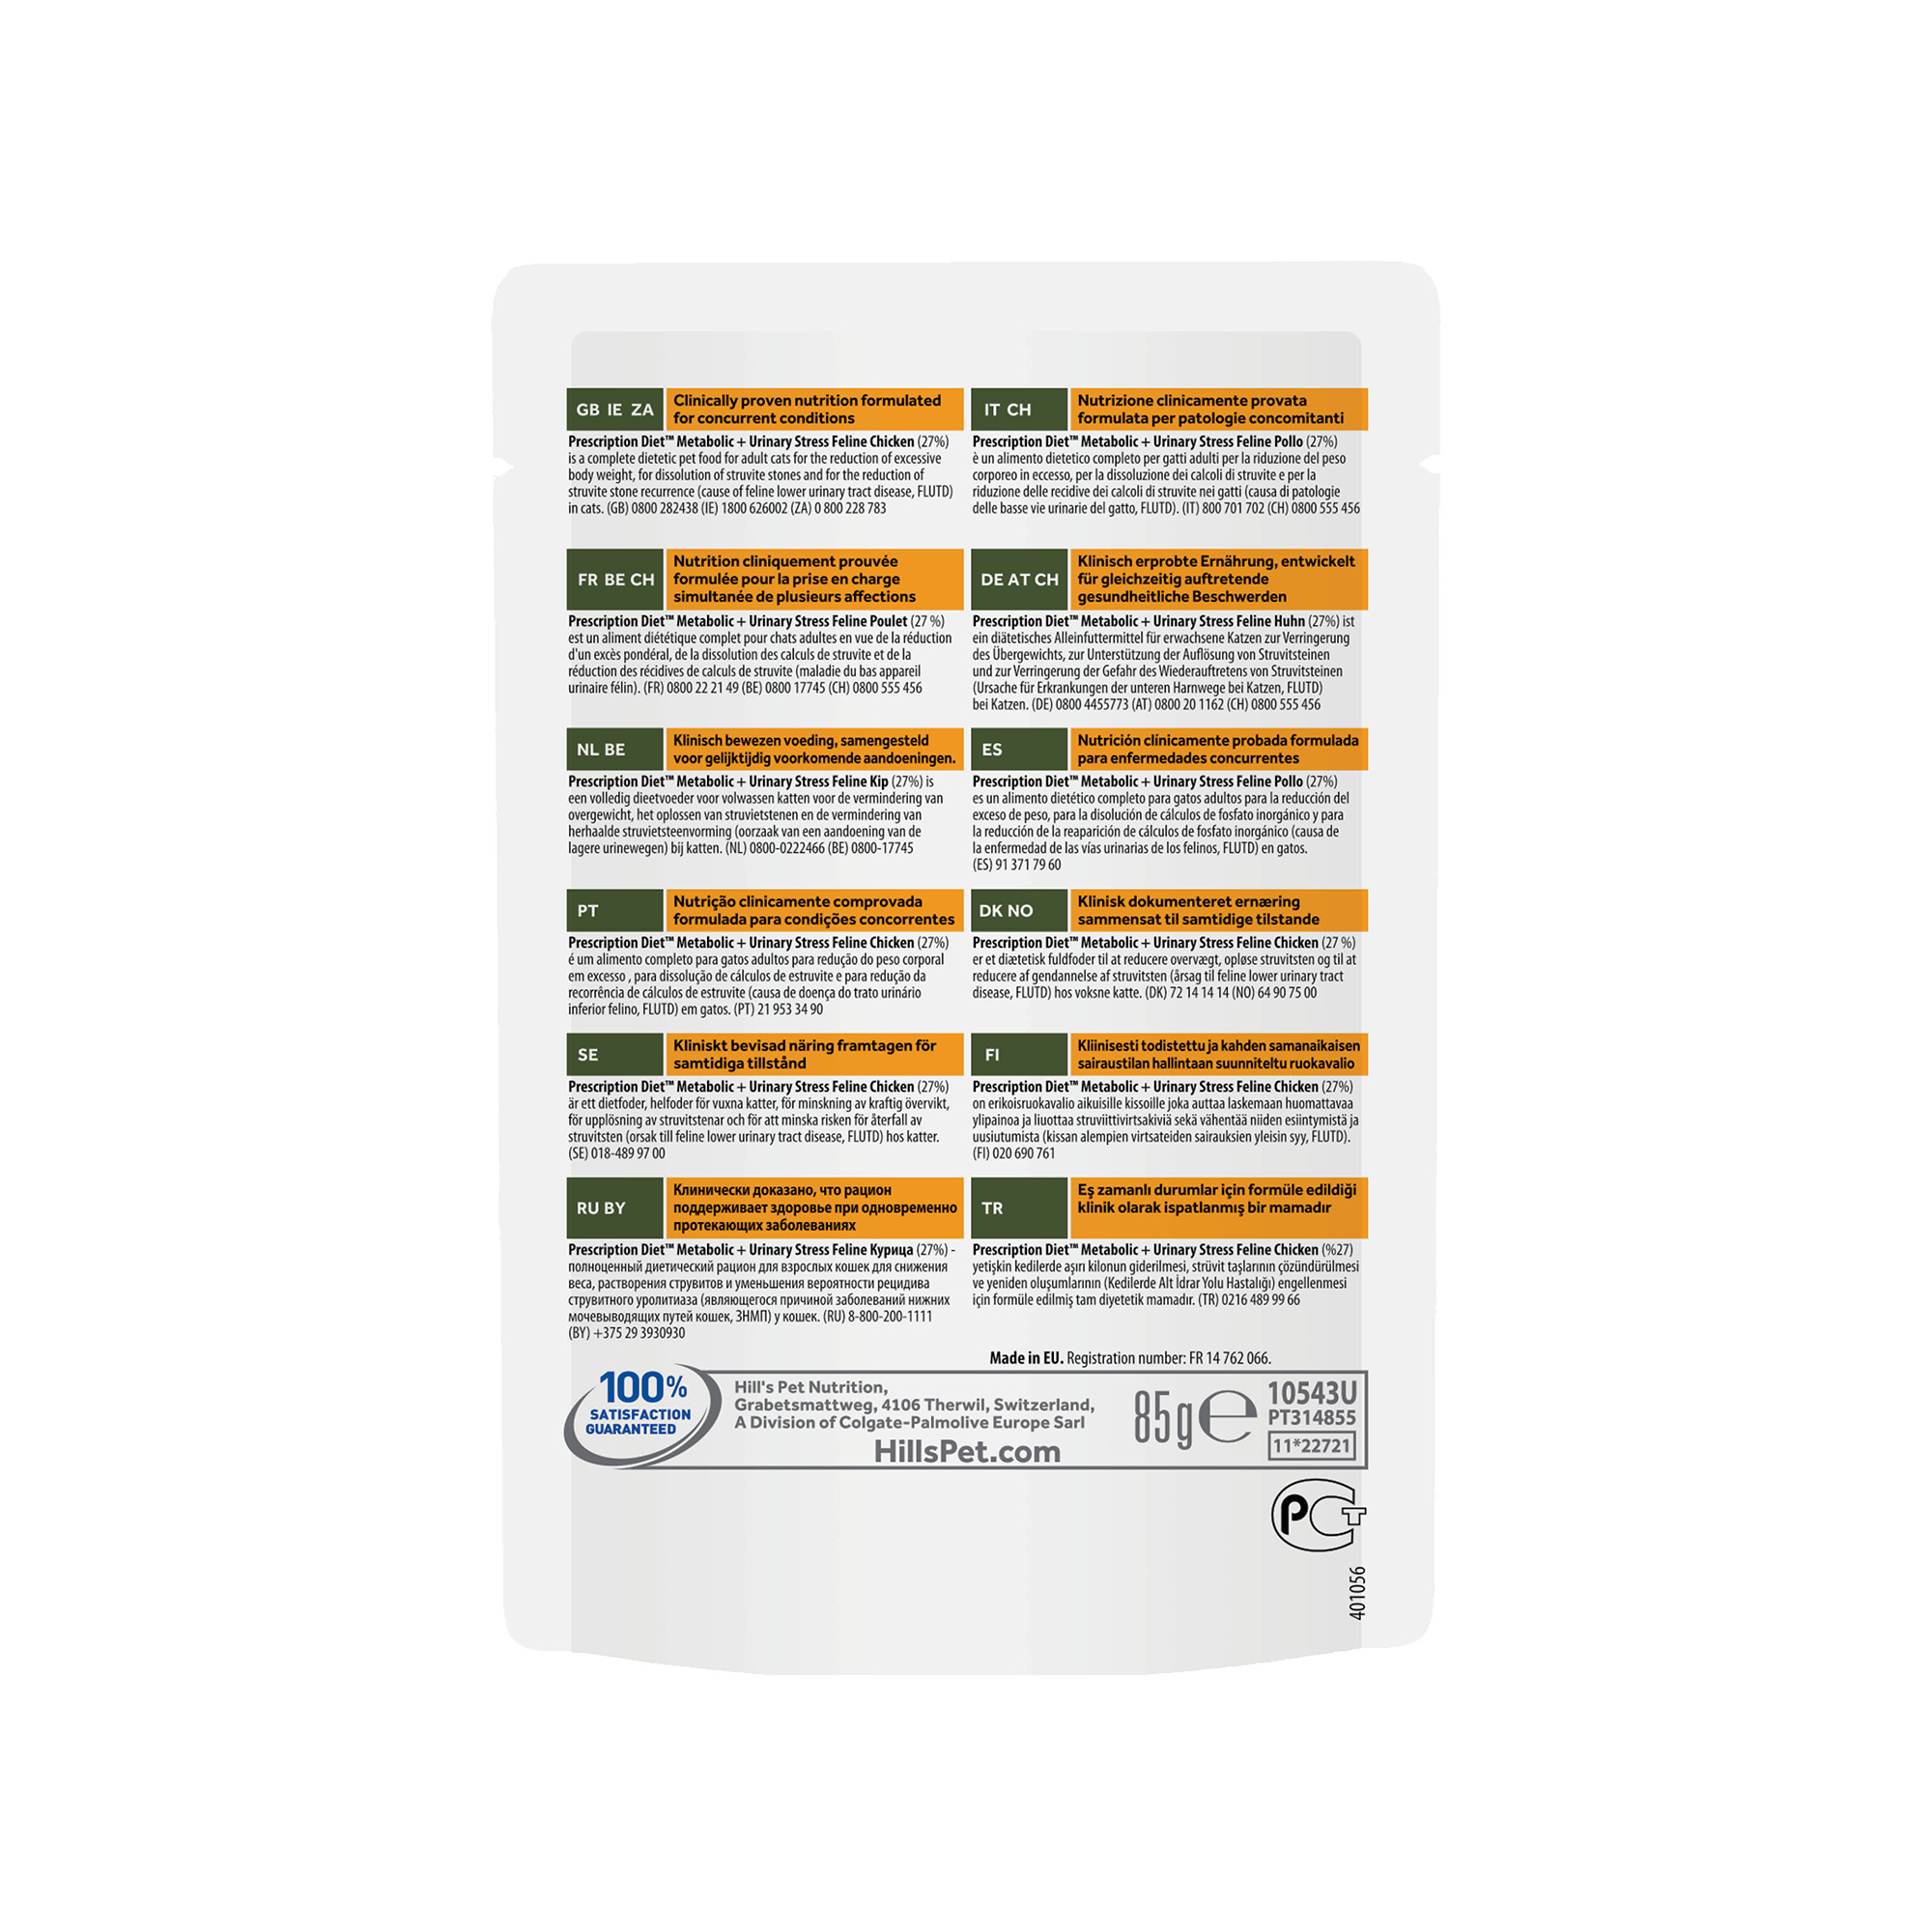 GB IE ZA
Clinically proven nutrition formulated
for concurrent conditions
Prescription Diet™ Metabolic + Urinary Stress Feline Chicken (27%)
is a complete dietetic pet food for adult cats for the reduction of excessive
body weight, for dissolution of struvite stones and for the reduction of
struvite stone recurrence (cause of feline lower urinary tract disease, FLUTD)
in cats. (GB) 0800 282438 (IE) 1800 626002 (ZA) 0 800 228 783
IT CH
Nutrizione clinicamente provata
formulata per patologie concomitanti
Prescription Diet™ Metabolic + Urinary Stress Feline Pollo (27%)
è un alimento dietetico completo per gatti adulti per la riduzione del peso
corporeo in eccesso, per la dissoluzione dei calcoli di struvite e per la
riduzione delle recidive dei calcoli di struvite nei gatti (causa di patologie
delle basse vie urinarie del gatto, FLUTD). (IT) 800 701 702 (CH) 0800 555 456
FR BE CH
Nutrition cliniquement prouvée
formulée pour la prise en charge
simultanée de plusieurs affections
Prescription Diet™ Metabolic + Urinary Stress Feline Poulet (27 %)
est un aliment diététique complet pour chats adultes en vue de la réduction
d'un excès pondéral, de la dissolution des calculs de struvite et de la
réduction des récidives de calculs de struvite (maladie du bas appareil
urinaire félin). (FR) 0800 22 21 49 (BE) 0800 17745 (CH) 0800 555 456
DE AT CH
Klinisch erprobte Ernährung, entwickelt
für gleichzeitig auftretende
gesundheitliche Beschwerden
Prescription Diet™ Metabolic + Urinary Stress Feline Huhn (27%) ist
ein diätetisches Alleinfuttermittel für erwachsene Katzen zur Verringerung
des Übergewichts, zur Unterstützung der Auflösung von Struvitsteinen
und zur Verringerung der Gefahr des Wiederauftretens von Struvitsteinen
(Ursache für Erkrankungen der unteren Harnwege bei Katzen, FLUTD)
bei Katzen. (DE) 0800 4455773 (AT) 0800 20 1162 (CH) 0800 555 456
NL BE
Klinisch bewezen voeding, samengesteld
voor gelijktijdig voorkomende aandoeningen.
Prescription Diet™ Metabolic + Urinary Stress Feline Kip (27%) is
een volledig dieetvoeder voor volwassen katten voor de vermindering van
overgewicht, het oplossen van struvietstenen en de vermindering van
herhaalde struvietsteenvorming (oorzaak van een aandoening van de
lagere urinewegen) bij katten. (NL) 0800-0222466 (BE) 0800-17745
ES
Nutrición clínicamente probada formulada
para enfermedades concurrentes
Prescription Diet™ Metabolic + Urinary Stress Feline Pollo (27%)
es un alimento dietético completo para gatos adultos para la reducción del
exceso de peso, para la disolución de cálculos de fosfato inorgánico y para
la reducción de la reaparición de cálculos de fosfato inorgánico (causa de
la enfermedad de las vías urinarias de los felinos, FLUTD) en gatos.
(ES) 91 371 79 60
PT
Nutrição clinicamente comprovada
formulada para condições concorrentes
Prescription Diet™ Metabolic + Urinary Stress Feline Chicken (27%)
é um alimento completo para gatos adultos para redução do peso corporal
em excesso , para dissolução de cálculos de estruvite e para redução da
recorrência de cálculos de estruvite (causa de doença do trato urinário
inferior felino, FLUTD) em gatos. (PT) 21 953 34 90
DK NO
Klinisk dokumenteret ernæring
sammensat til samtidige tilstande
Prescription Diet™ Metabolic + Urinary Stress Feline Chicken (27 %)
er et diætetisk fuldfoder til at reducere overvægt, opløse struvitsten og til at
reducere af gendannelse af struvitsten (årsag til feline lower urinary tract
disease, FLUTD) hos voksne katte. (DK) 72 14 14 14 (NO) 64 90 75 00
SE
Kliniskt bevisad näring framtagen för
samtidiga tillstånd
Prescription Diet™ Metabolic + Urinary Stress Feline Chicken (27%)
är ett dietfoder, helfoder för vuxna katter, för minskning av kraftig övervikt,
för upplösning av struvitstenar och för att minska risken för återfall av
struvitsten (orsak till feline lower urinary tract disease, FLUTD) hos katter.
(SE) 018-489 97 00
FI
Kliinisesti todistettu ja kahden samanaikaisen
sairaustilan hallintaan suunniteltu ruokavalio
Prescription Diet™ Metabolic + Urinary Stress Feline Chicken (27%)
on erikoisruokavalio aikuisille kissoille joka auttaa laskemaan huomattavaa
ylipainoa ja liuottaa struviittivirtsakiviä sekä vähentää niiden esiintymistä ja
uusiutumista (kissan alempien virtsateiden sairauksien yleisin syy, FLUTD).
(FI) 020 690 761
RU BY
Клинически доказано, что рацион
поддерживает здоровье при одновременно
протекающих заболеваниях
Prescription Diet™ Metabolic + Urinary Stress Feline Курица (27%) -
полноценный диетический рацион для взрослых кошек для снижения
веса, растворения струвитов и уменьшения вероятности рецидива
струвитного уролитиаза (являющегося причиной заболеваний нижних
мочевыводящих путей кошек, ЗНМП) у кошек. (RU) 8-800-200-1111
(BY) +375 29 3930930
TR
Eş zamanlı durumlar için formüle edildiği
klinik olarak ispatlanmış bir mamadır
Prescription Diet™ Metabolic + Urinary Stress Feline Chicken (%27)
yetişkin kedilerde aşırı kilonun giderilmesi, strüvit taşlarının çözündürülmesi
ve yeniden oluşumlarının (Kedilerde Alt İdrar Yolu Hastalığı) engellenmesi
için formüle edilmiş tam diyetetik mamadır. (TR) 0216 489 99 66
Made in EU. Registration number: FR 14 762 066.
100%
SATISFACTION
GUARANTEED
Hill's Pet Nutrition,
Grabetsmattweg, 4106 Therwil, Switzerland,
A Division of Colgate-Palmolive Europe Sarl
HillsPet.com
85g e
10543U
PT314855
11*22721
РСТ
401056